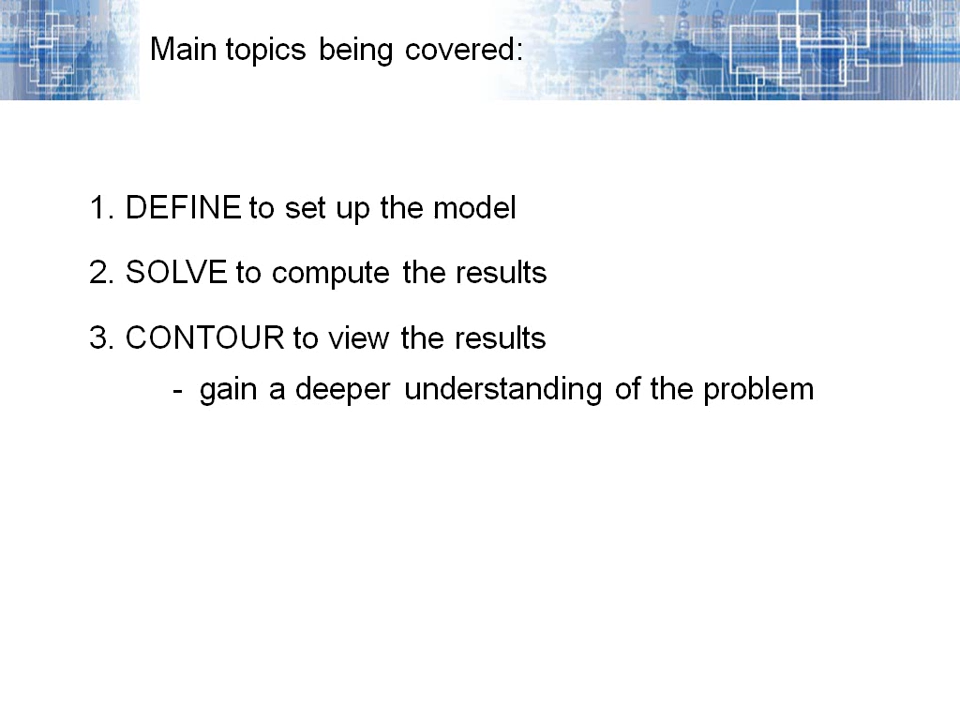 Main topics being covered:
1. DEFINE to set up the model
2. SOLVE to compute the results
3. CONTOUR to view the results
- gain a deeper understanding of the problem